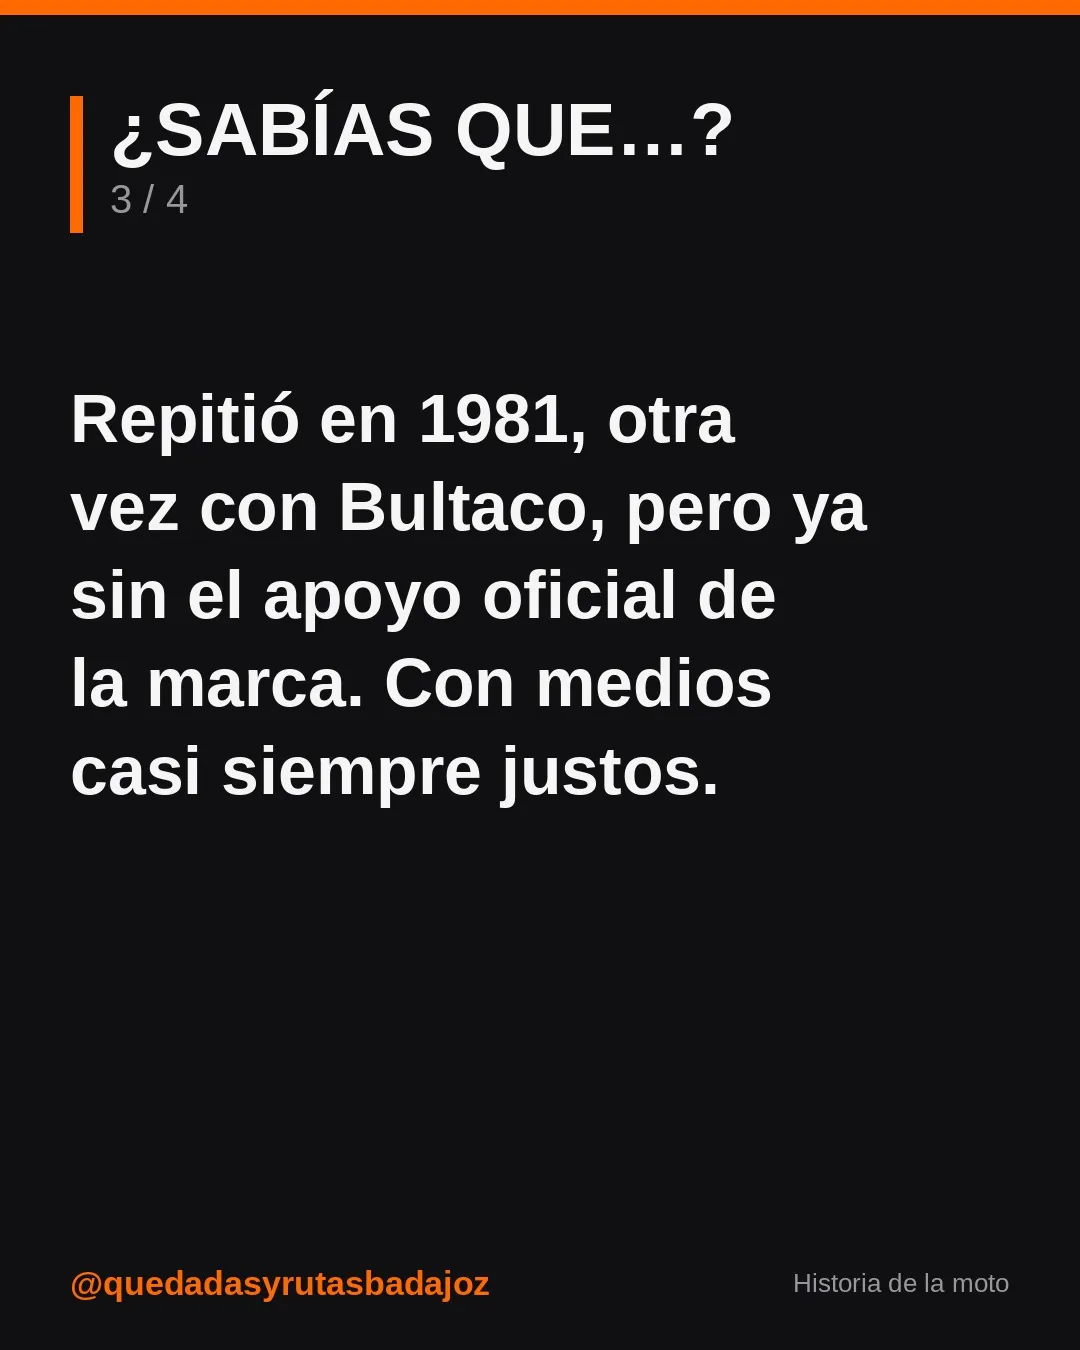 ¿SABÍAS QUE...?
3 / 4
Repitió en 1981, otra
vez con Bultaco, pero ya
sin el apoyo oficial de
la marca. Con medios
casi siempre justos.
@quedadasyrutasbadajoz
Historia de la moto